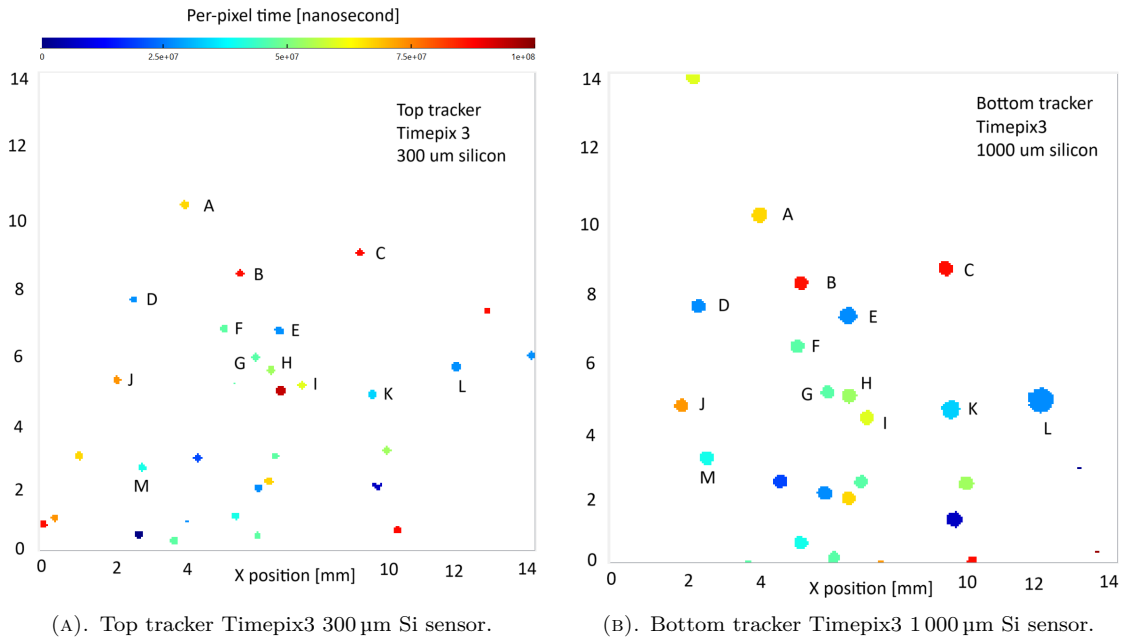 Per-pixel time [nanosecond]
0 2.5e+07 5e+07 7.5e+07 1e+08
14
12
10
8
6
4
2
0
Top tracker
Timepix 3
300 um silicon
A
B
C
D
E
F
G
H
I
J
K
L
M
0 2 4 6 X position [mm] 10 12 14
(A). Top tracker Timepix3 300 µm Si sensor.
14
12
10
8
6
4
2
0
Bottom tracker
Timepix3
1000 um silicon
A
B
C
D
E
F
G
H
I
J
K
L
M
0 2 4 6 X position [mm] 10 12 14
(B). Bottom tracker Timepix3 1 000 µm Si sensor.